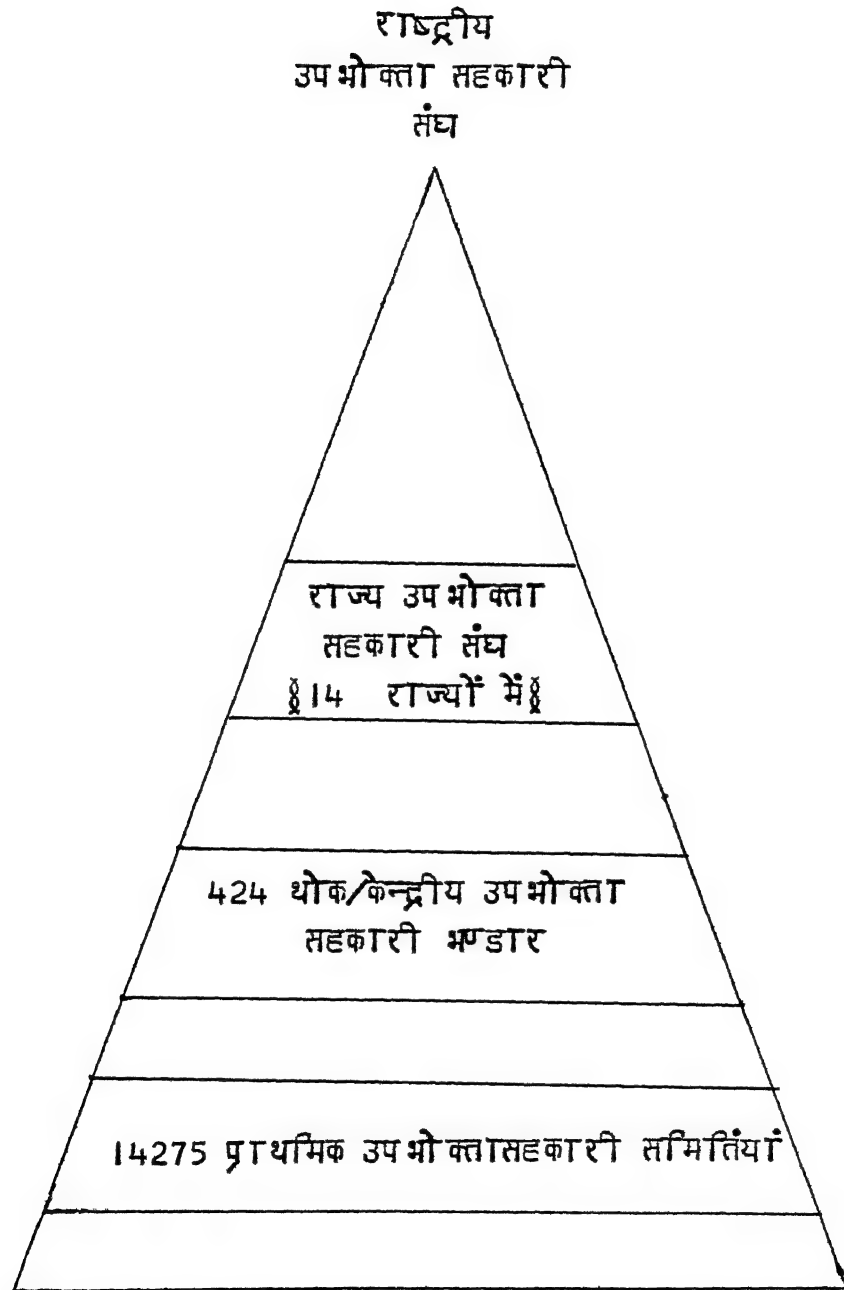 राष्ट्रीय
उपभोक्ता सहकारी
संघ
राज्य उपभोक्ता
सहकारी संघ
§14 राज्यों में§
424 थोक/केन्द्रीय उपभोक्ता
सहकारी भण्डार
14275 प्राथमिक उपभोक्तासहकारी समितिंयां